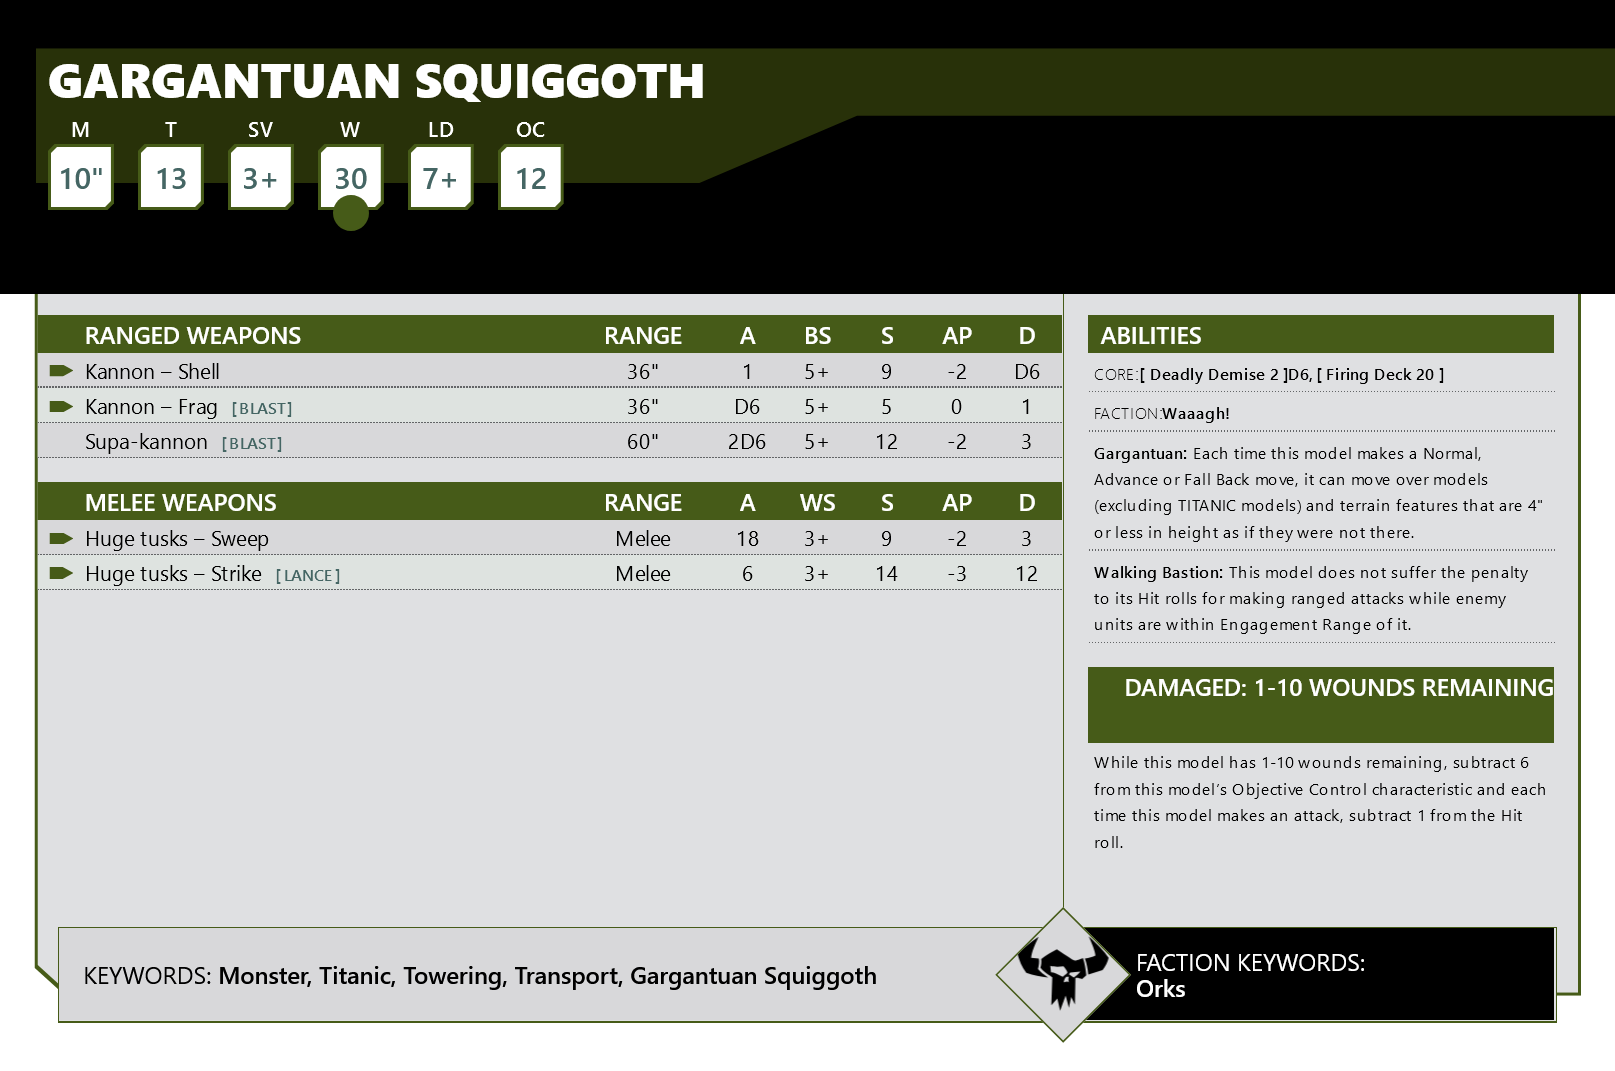 GARGANTUAN SQUIGGOTH
M T SV W LD OC
10" 13 3+ 30 7+ 12
RANGED WEAPONS RANGE A BS S AP D
Kannon – Shell 36" 1 5+ 9 -2 D6
Kannon – Frag [BLAST] 36" D6 5+ 5 0 1
Supa-kannon [BLAST] 60" 2D6 5+ 12 -2 3
MELEE WEAPONS RANGE A WS S AP D
Huge tusks – Sweep Melee 18 3+ 9 -2 3
Huge tusks – Strike [LANCE] Melee 6 3+ 14 -3 12
ABILITIES
CORE:[ Deadly Demise 2 ]D6, [ Firing Deck 20 ]
FACTION:Waaagh!
Gargantuan: Each time this model makes a Normal,
Advance or Fall Back move, it can move over models
(excluding TITANIC models) and terrain features that are 4"
or less in height as if they were not there.
Walking Bastion: This model does not suffer the penalty
to its Hit rolls for making ranged attacks while enemy
units are within Engagement Range of it.
DAMAGED: 1-10 WOUNDS REMAINING
While this model has 1-10 wounds remaining, subtract 6
from this model’s Objective Control characteristic and each
time this model makes an attack, subtract 1 from the Hit
roll.
KEYWORDS: Monster, Titanic, Towering, Transport, Gargantuan Squiggoth
FACTION KEYWORDS:
Orks